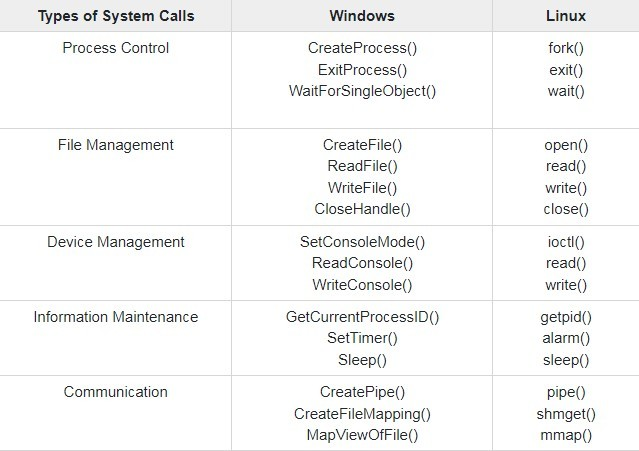 Types of System Calls Windows Linux
Process Control CreateProcess() fork()
ExitProcess() exit()
WaitForSingleObject() wait()
File Management CreateFile() open()
ReadFile() read()
WriteFile() write()
CloseHandle() close()
Device Management SetConsoleMode() ioctl()
ReadConsole() read()
WriteConsole() write()
Information Maintenance GetCurrentProcessID() getpid()
SetTimer() alarm()
Sleep() sleep()
Communication CreatePipe() pipe()
CreateFileMapping() shmget()
MapViewOfFile() mmap()